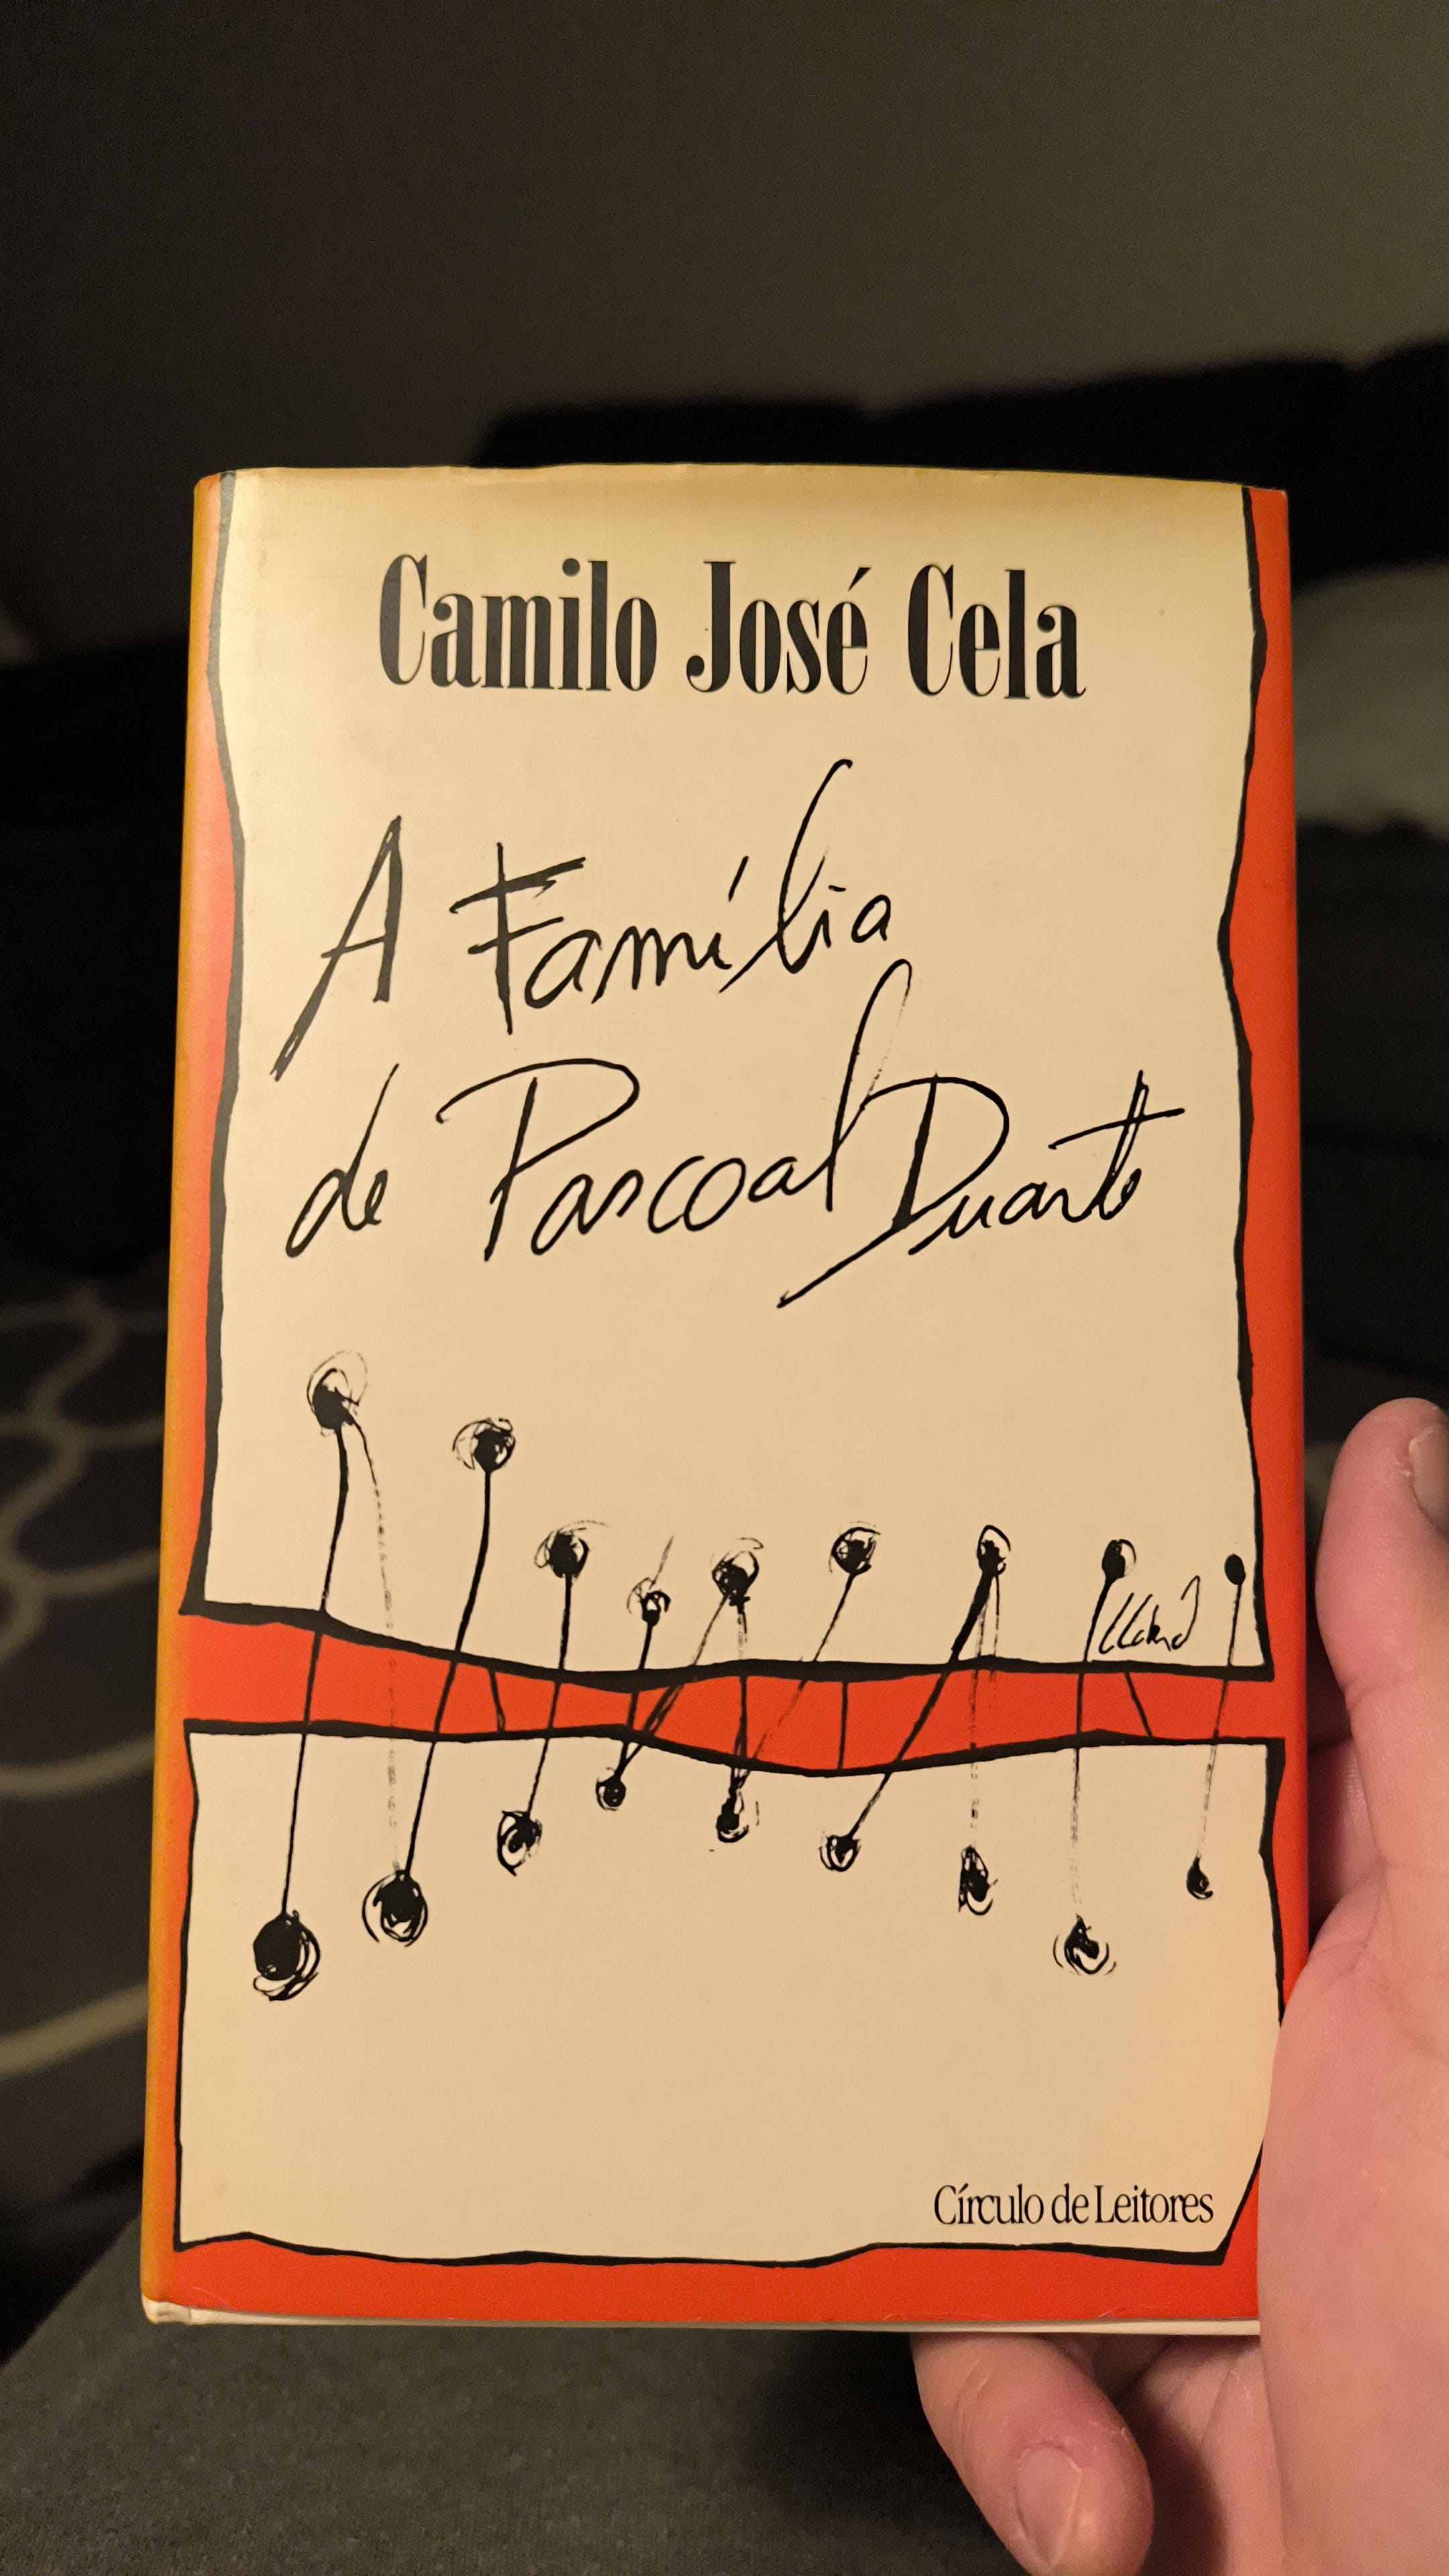 Camilo José Cela
A Família
de Pascoal Duarte
Círculo de Leitores